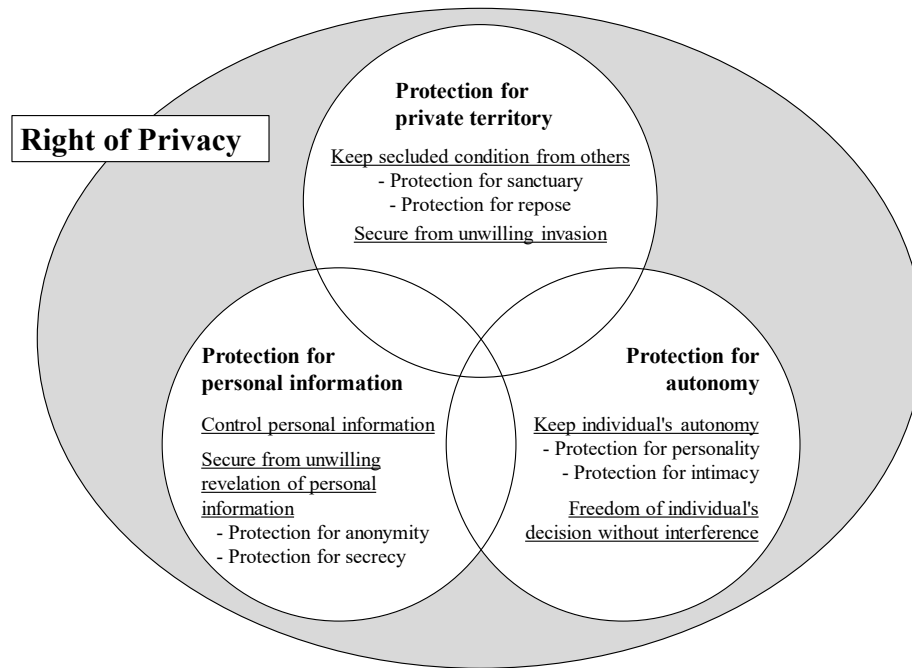 Right of Privacy
Protection for
private territory
Keep secluded condition from others
- Protection for sanctuary
- Protection for repose
Secure from unwilling invasion
Protection for
personal information
Control personal information
Secure from unwilling
revelation of personal
information
- Protection for anonymity
- Protection for secrecy
Protection for
autonomy
Keep individual's autonomy
- Protection for personality
- Protection for intimacy
Freedom of individual's
decision without interference